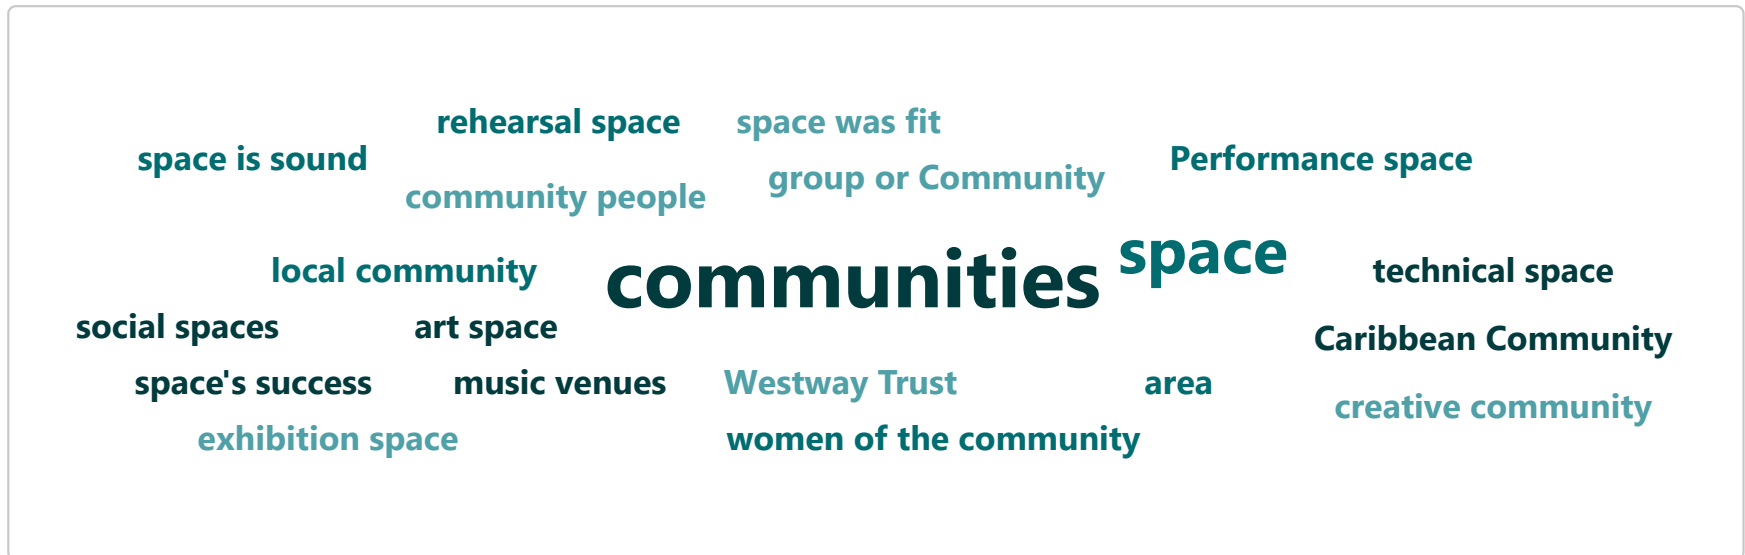 rehearsal space
space was fit
space is sound
Performance space
community people
group or Community
local community
communities
space
technical space
social spaces
art space
Caribbean Community
space's success
music venues
Westway Trust
area
creative community
exhibition space
women of the community